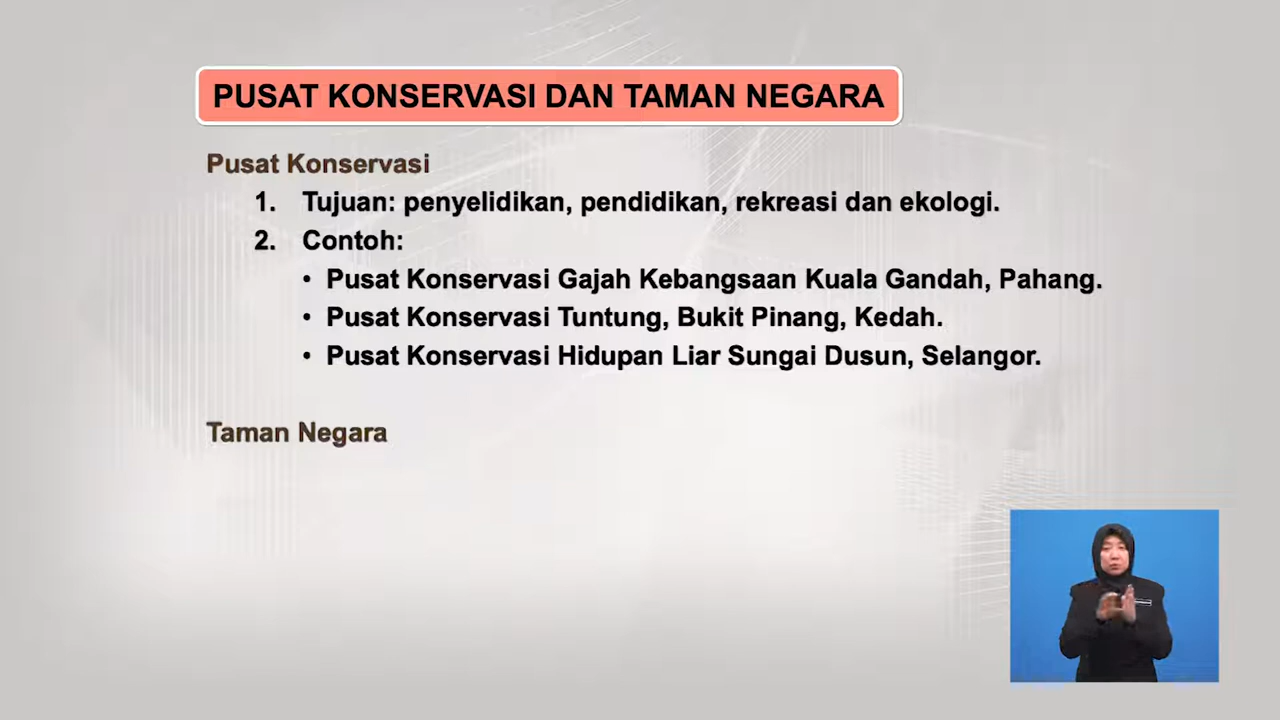 PUSAT KONSERVASI DAN TAMAN NEGARA
Pusat Konservasi
1. Tujuan: penyelidikan, pendidikan, rekreasi dan ekologi.
2. Contoh:
• Pusat Konservasi Gajah Kebangsaan Kuala Gandah, Pahang.
• Pusat Konservasi Tuntung, Bukit Pinang, Kedah.
• Pusat Konservasi Hidupan Liar Sungai Dusun, Selangor.
Taman Negara